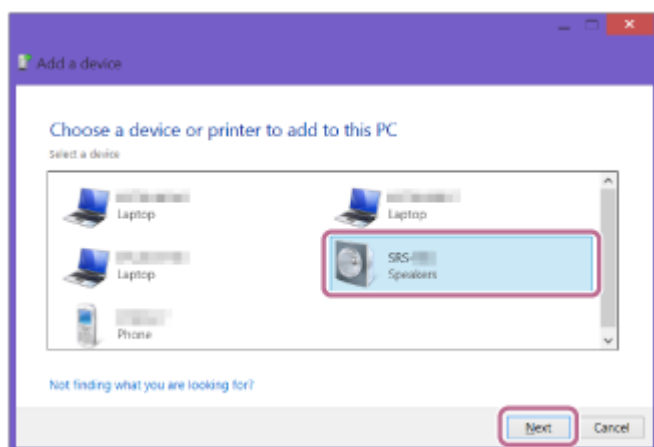 Add a device
Choose a device or printer to add to this PC
Select a device
Laptop
Laptop
Laptop
SRS-
Speakers
Phone
Not finding what you are looking for?
Next
Cancel